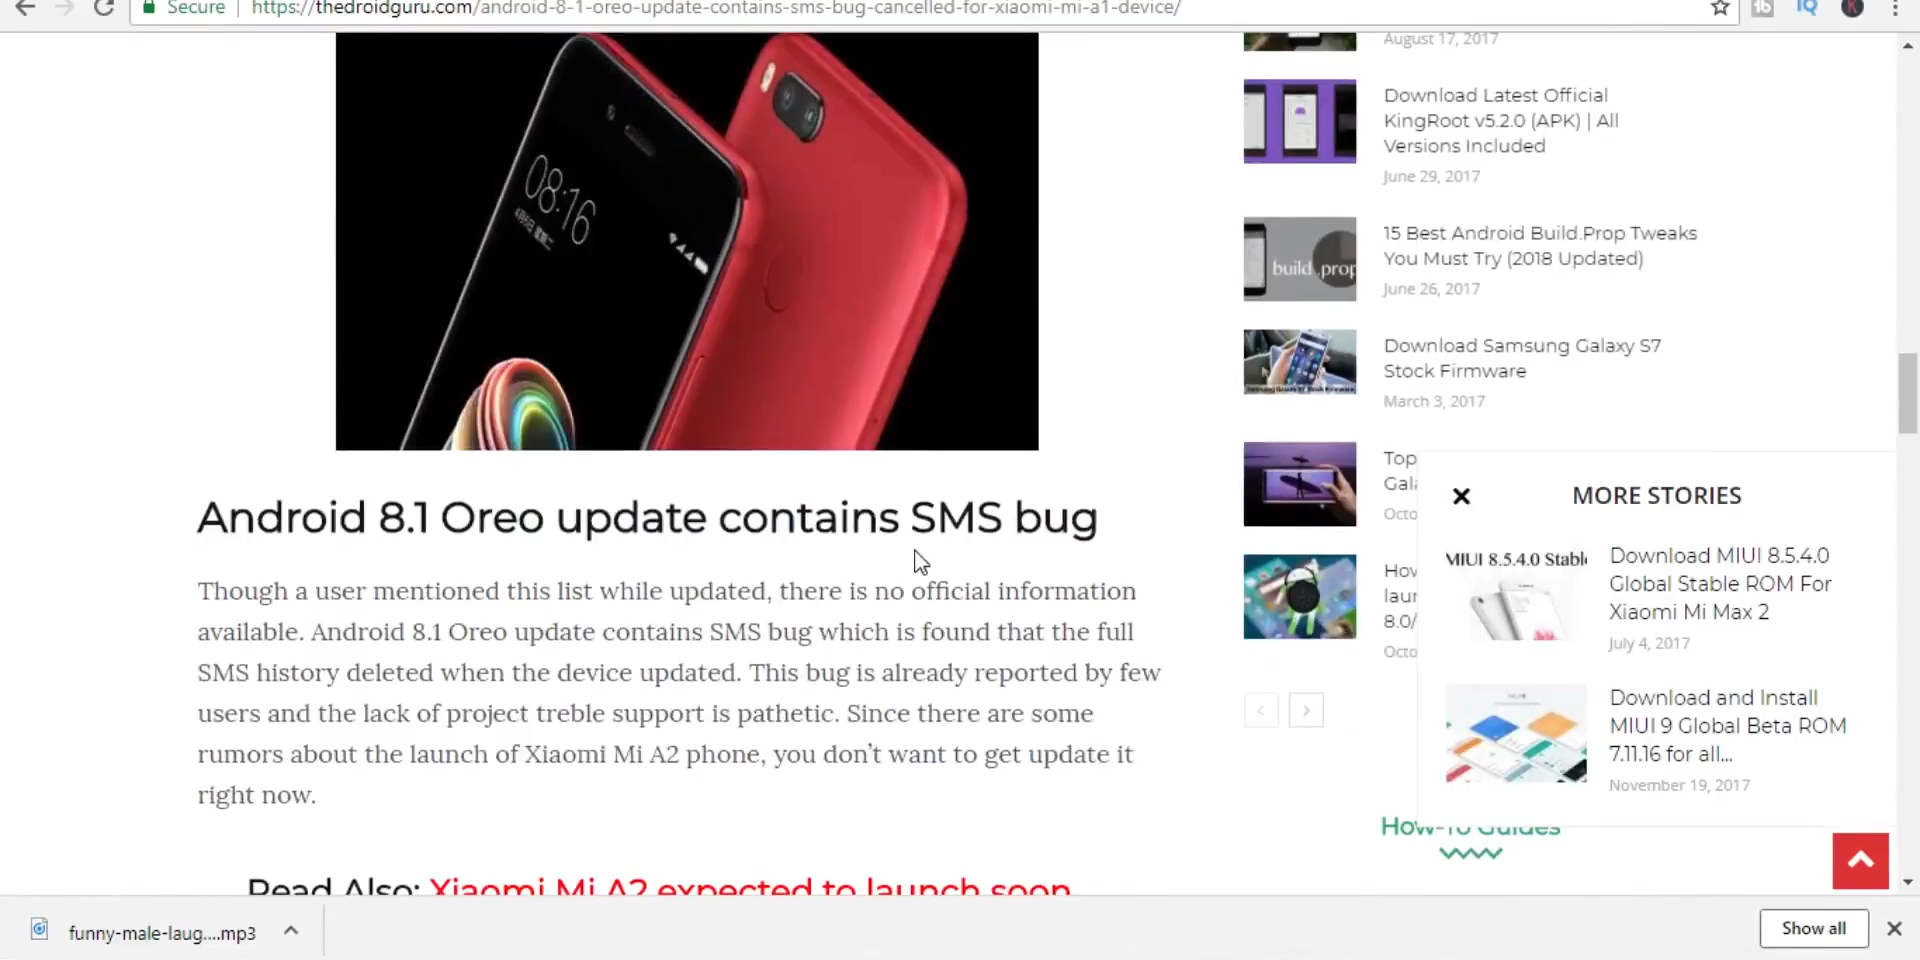 Secure
https://thedroidguru.com/android-8-1-oreo-update-contains-sms-bug-cancelled-for-xiaomi-mi-a1-device/
08:16
Android 8.1 Oreo update contains SMS bug
Though a user mentioned this list while updated, there is no official information
available. Android 8.1 Oreo update contains SMS bug which is found that the full
SMS history deleted when the device updated. This bug is already reported by few
users and the lack of project treble support is pathetic. Since there are some
rumors about the launch of Xiaomi Mi A2 phone, you don't want to get update it
right now.
Read Also: Xiaomi Mi A2 expected to launch soon
August 17, 2017
Download Latest Official
KingRoot v5.2.0 (APK) | All
Versions Included
June 29, 2017
build.prop
15 Best Android Build.Prop Tweaks
You Must Try (2018 Updated)
June 26, 2017
Download Samsung Galaxy S7
Stock Firmware
March 3, 2017
Top
Gal
Octo
How
laur
8.0/
Octo
How-To Guides
MORE STORIES
MIUI 8.5.4.0 Stabl
Download MIUI 8.5.4.0
Global Stable ROM For
Xiaomi Mi Max 2
July 4, 2017
Download and Install
MIUI 9 Global Beta ROM
7.11.16 for all...
November 19, 2017
funny-male-laug....mp3
Show all